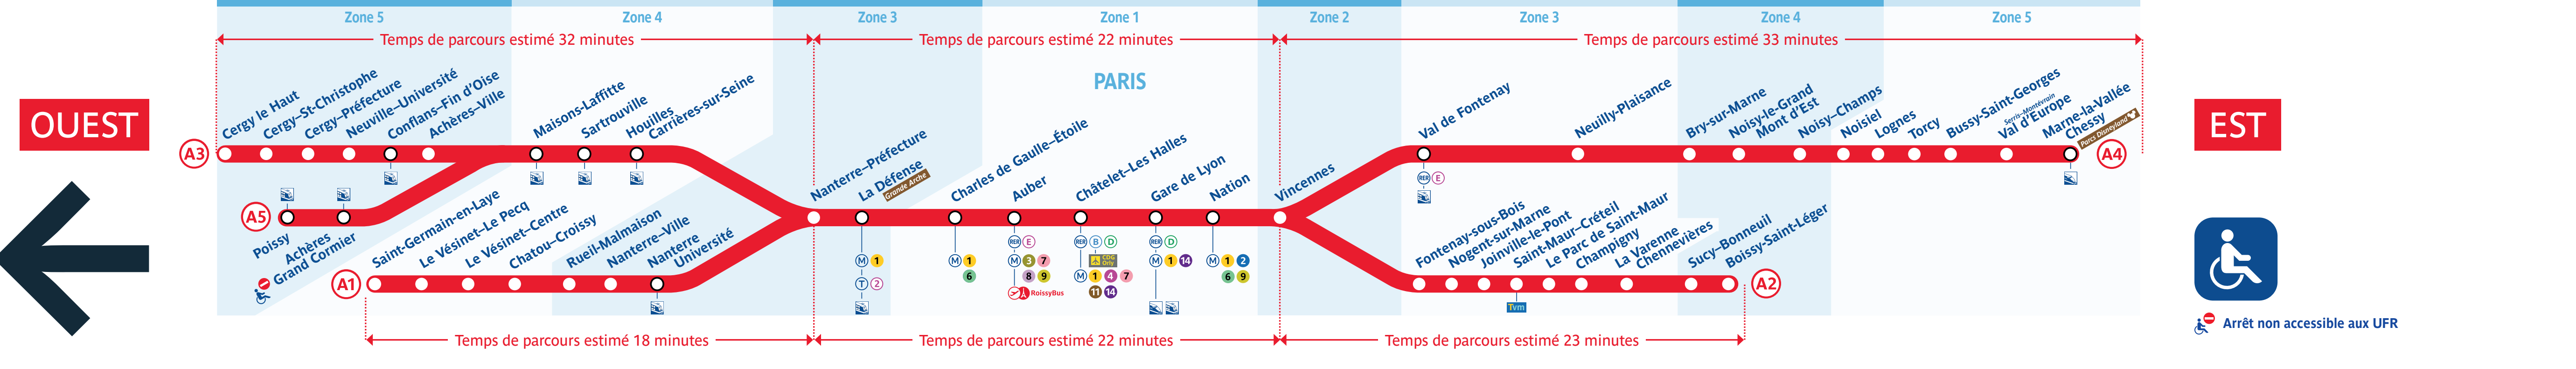 Zone 5
Zone 4
Zone 3
Zone 1
Zone 2
Zone 3
Zone 4
Zone 5
Temps de parcours estimé 32 minutes
Temps de parcours estimé 22 minutes
Temps de parcours estimé 33 minutes
PARIS
OUEST
EST
A3
Cergy le Haut
Cergy–St-Christophe
Cergy–Préfecture
Neuville–Université
Conflans–Fin d'Oise
Achères–Ville
Maisons-Laffitte
Sartrouville
Houilles
Carrières-sur-Seine
A5
Poissy
Achères
Grand Cormier
A1
Saint-Germain-en-Laye
Le Vésinet–Le Pecq
Le Vésinet–Centre
Chatou–Croissy
Rueil-Malmaison
Nanterre–Ville
Nanterre
Université
Nanterre–Préfecture
La Défense
Grande Arche
M 1
T 2
Charles de Gaulle–Étoile
M 1
6
Auber
RER E
M 3 7
8 9
RoissyBus
Châtelet–Les Halles
RER B D
CDG
Orly
M 1 4 7
11 14
Gare de Lyon
RER D
M 1 14
Nation
M 1 2
6 9
Vincennes
Val de Fontenay
RER E
Neuilly-Plaisance
Bry-sur-Marne
Noisy-le-Grand
Mont d'Est
Noisy–Champs
Noisiel
Lognes
Torcy
Bussy-Saint-Georges
Serris-Montévrain
Val d'Europe
Marne-la-Vallée
Chessy
Parcs Disneyland
A4
Fontenay-sous-Bois
Nogent-sur-Marne
Joinville-le-Pont
Saint-Maur–Créteil
Tvm
Le Parc de Saint-Maur
Champigny
La Varenne
Chennevières
Sucy–Bonneuil
Boissy-Saint-Léger
A2
Arrêt non accessible aux UFR
Temps de parcours estimé 18 minutes
Temps de parcours estimé 22 minutes
Temps de parcours estimé 23 minutes